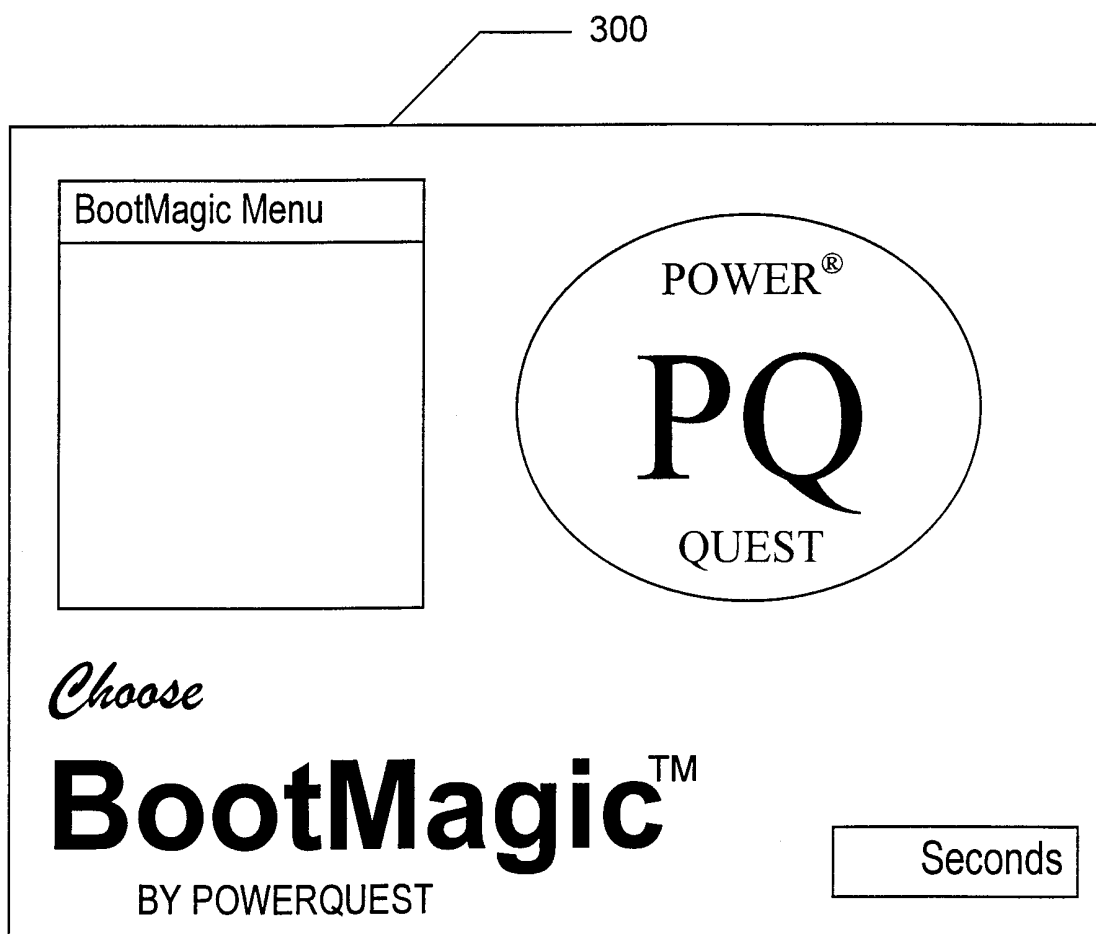 300
BootMagic Menu
POWER®
PQ
QUEST
Choose
BootMagic™
BY POWERQUEST
Seconds